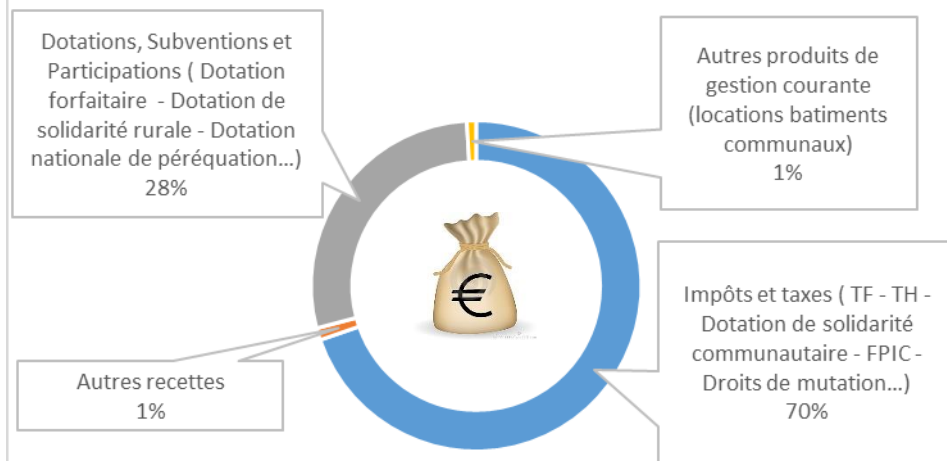 Dotations, Subventions et
Participations ( Dotation
forfaitaire - Dotation de
solidarité rurale - Dotation
nationale de péréquation...)
28%
Autres produits de
gestion courante
(locations batiments
communaux)
1%
€
Autres recettes
1%
Impôts et taxes ( TF - TH -
Dotation de solidarité
communautaire - FPIC -
Droits de mutation...)
70%